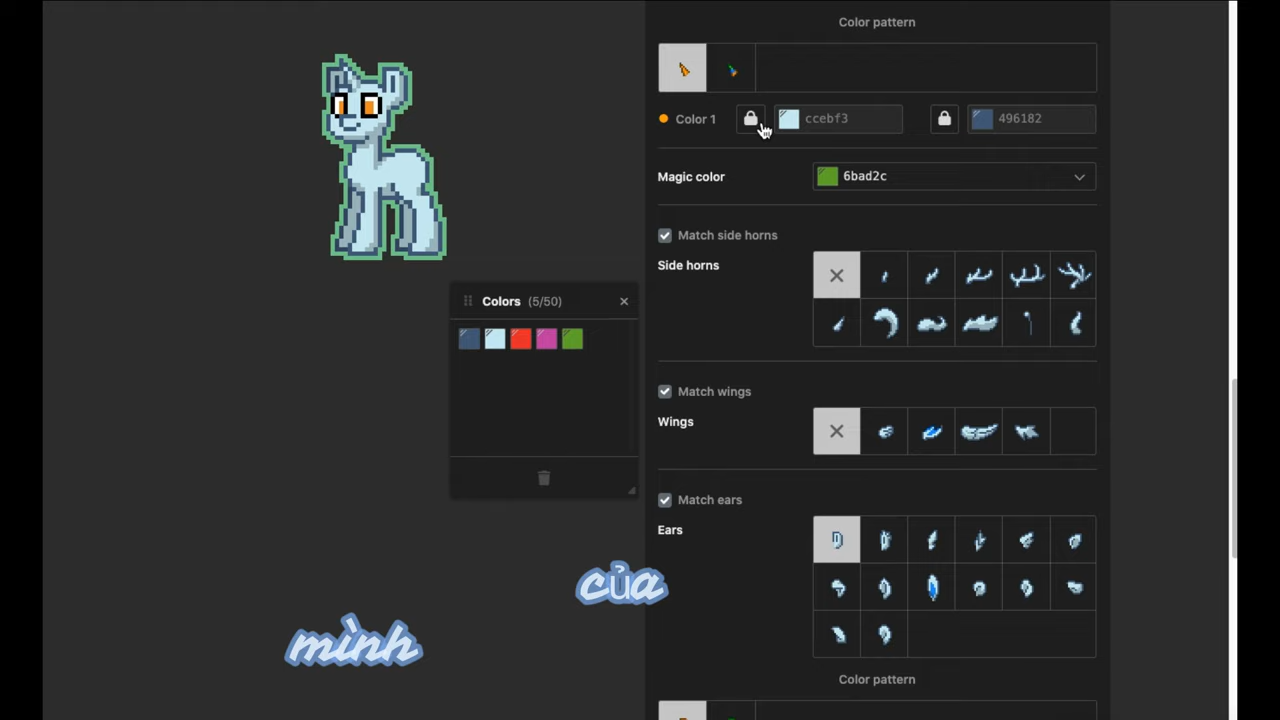 Color pattern
Color 1 ccebf3 496182
Magic color 6bad2c
Match side horns
Side horns
Colors (5/50)
Match wings
Wings
Match ears
Ears
của
mình
Color pattern